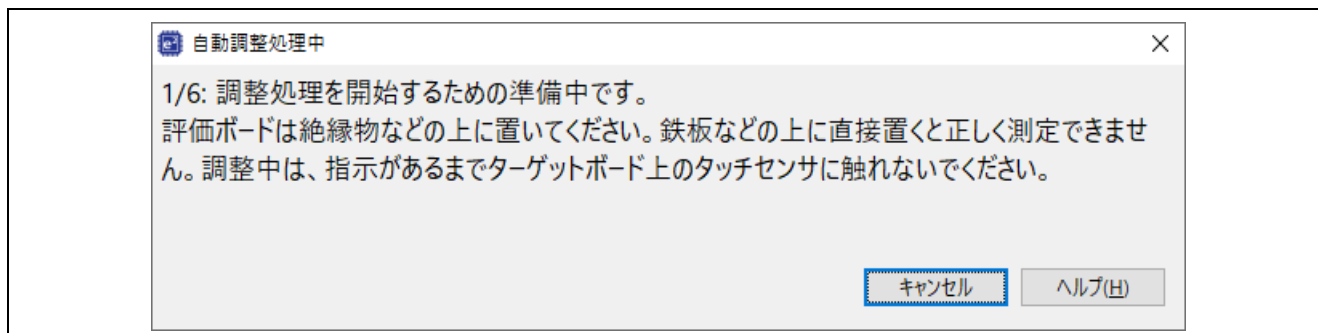 自動調整処理中
1/6: 調整処理を開始するための準備中です。
評価ボードは絶縁物などの上に置いてください。鉄板などの上に直接置くと正しく測定できませ
ん。調整中は、指示があるまでターゲットボード上のタッチセンサに触れないでください。
キャンセル
ヘルプ(H)